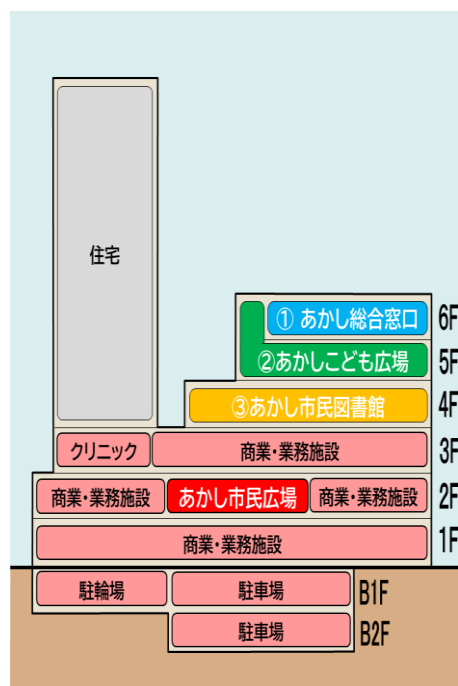 住宅
① あかし総合窓口 6F
②あかしこども広場 5F
③あかし市民図書館 4F
クリニック 商業・業務施設 3F
商業・業務施設 あかし市民広場 商業・業務施設 2F
商業・業務施設 1F
駐輪場 駐車場 B1F
駐車場 B2F